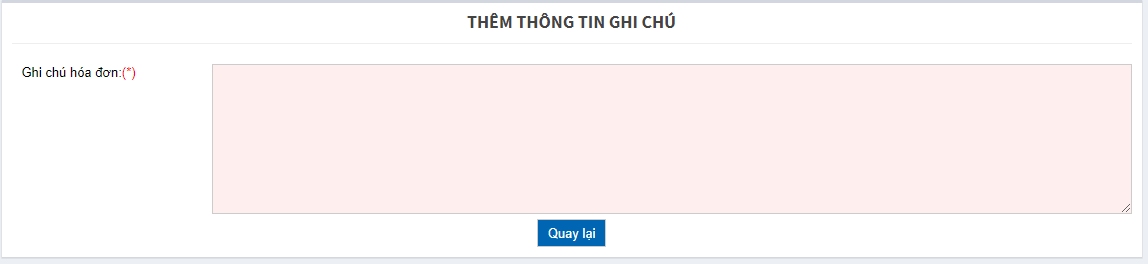 THÊM THÔNG TIN GHI CHÚ
Ghi chú hóa đơn:(*)
Quay lại